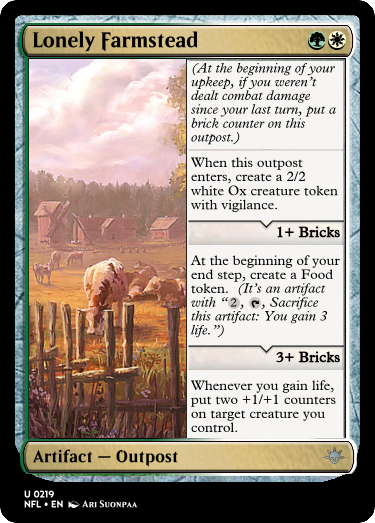 Lonely Farmstead
(At the beginning of your
upkeep, if you weren't
dealt combat damage
since your last turn, put a
brick counter on this
outpost.)
When this outpost
enters, create a 2/2
white Ox creature token
with vigilance.
1+ Bricks
At the beginning of your
end step, create a Food
token. (It's an artifact
with “2, , Sacrifice
this artifact: You gain 3
life.”)
3+ Bricks
Whenever you gain life,
put two +1/+1 counters
on target creature you
control.
Artifact — Outpost
U 0219
NFL • EN Ari Suonpaa